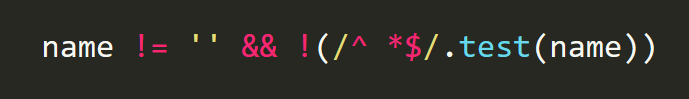 name != '' && !(/^ *$/.test(name))